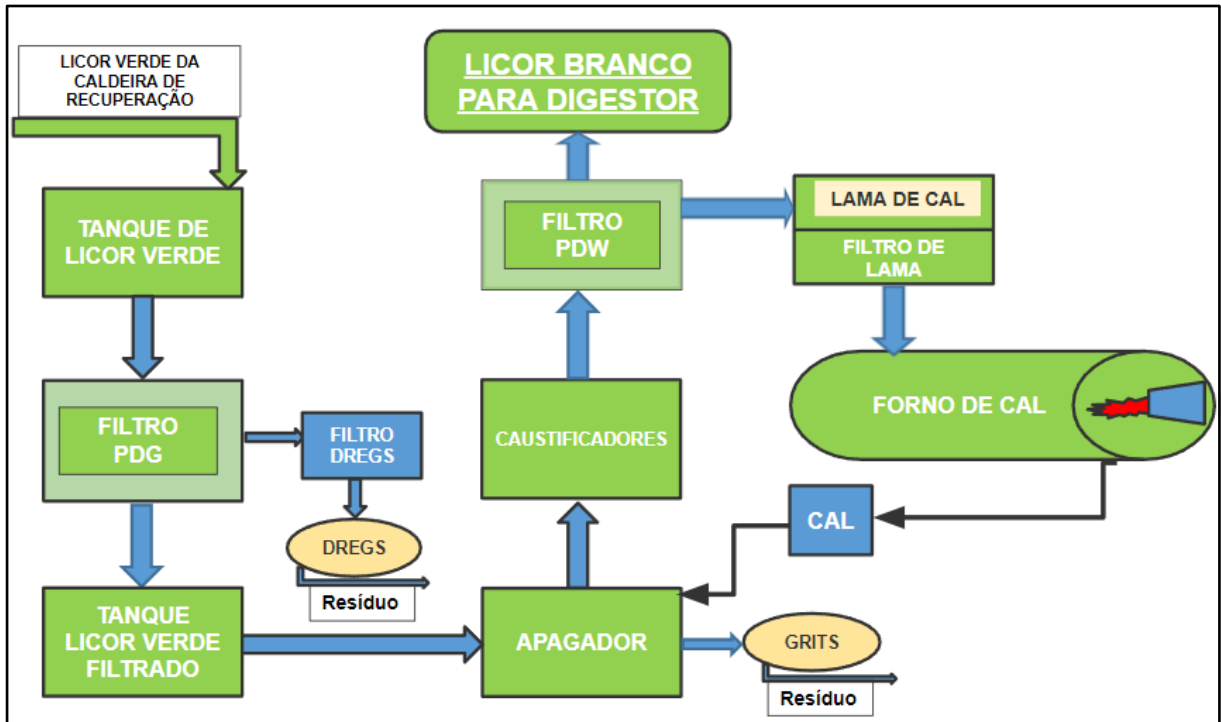 LICOR VERDE DA
CALDEIRA DE
RECUPERAÇÃO
LICOR BRANCO
PARA DIGESTOR
TANQUE DE
LICOR VERDE
FILTRO
PDW
LAMA DE CAL
FILTRO DE
LAMA
FILTRO
PDG
FILTRO
DREGS
CAUSTIFICADORES
FORNO DE CAL
CAL
DREGS
Resíduo
TANQUE
LICOR VERDE
FILTRADO
APAGADOR
GRITS
Resíduo